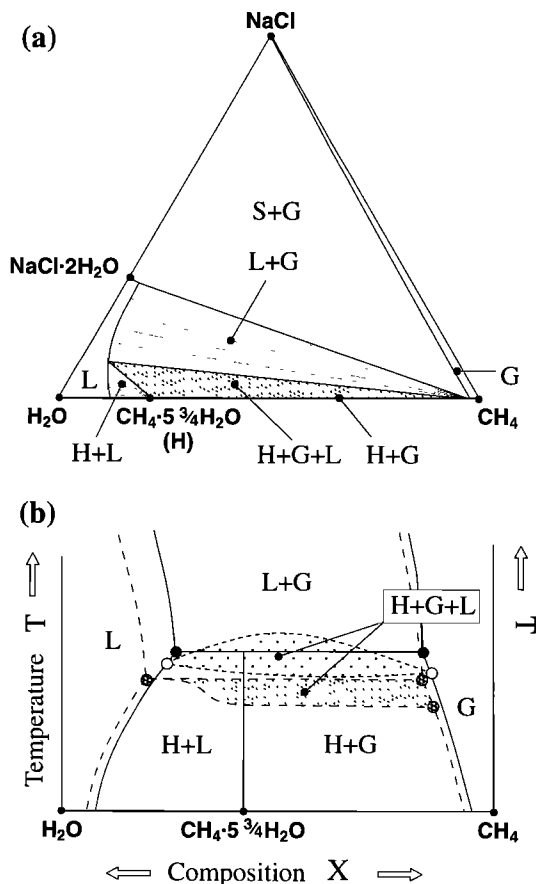 (a)
NaCl
S+G
NaCl·2H₂O
L+G
L
G
H₂O
CH₄·5 ¾H₂O
(H)
CH₄
H+L
H+G+L
H+G
(b)
T
T
L+G
H+G+L
L
G
H+L
H+G
Temperature
H₂O
CH₄·5 ¾H₂O
CH₄
Composition X